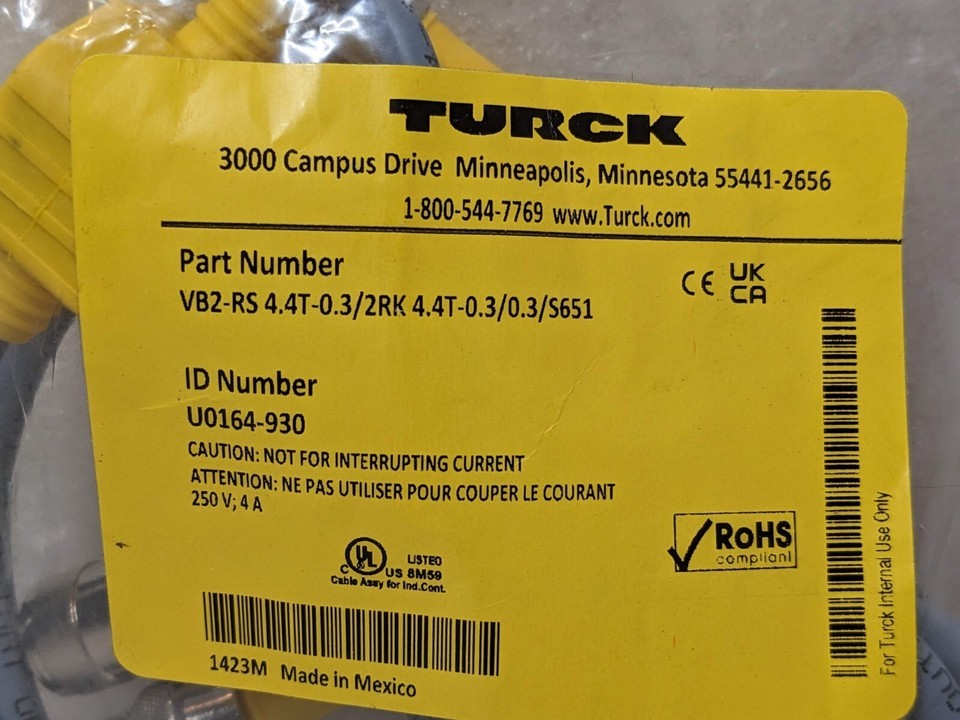 TURCK
3000 Campus Drive Minneapolis, Minnesota 55441-2656
1-800-544-7769 www.Turck.com
Part Number
VB2-RS 4.4T-0.3/2RK 4.4T-0.3/0.3/S651
CE UK CA
ID Number
U0164-930
CAUTION: NOT FOR INTERRUPTING CURRENT
ATTENTION: NE PAS UTILISER POUR COUPER LE COURANT
250 V; 4 A
RoHS
compliant
C UL US LISTED 8M59
Cable Assy for Ind.Cont.
1423M Made in Mexico
For Turck Internal Use Only